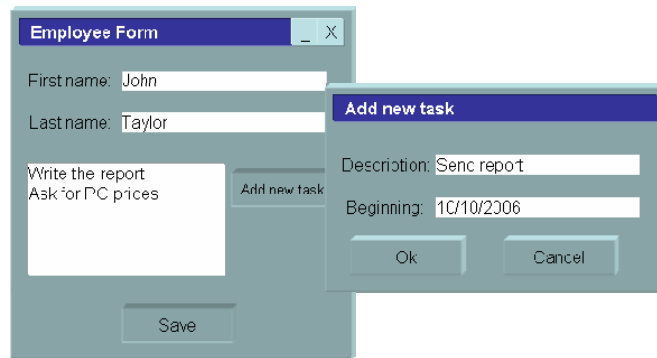 Employee Form _ X
First name: John
Last name: Taylor
Write the report
Ask for PC prices
Add new task
Save
Add new task
Description: Send report
Beginning: 10/10/2006
Ok Cancel